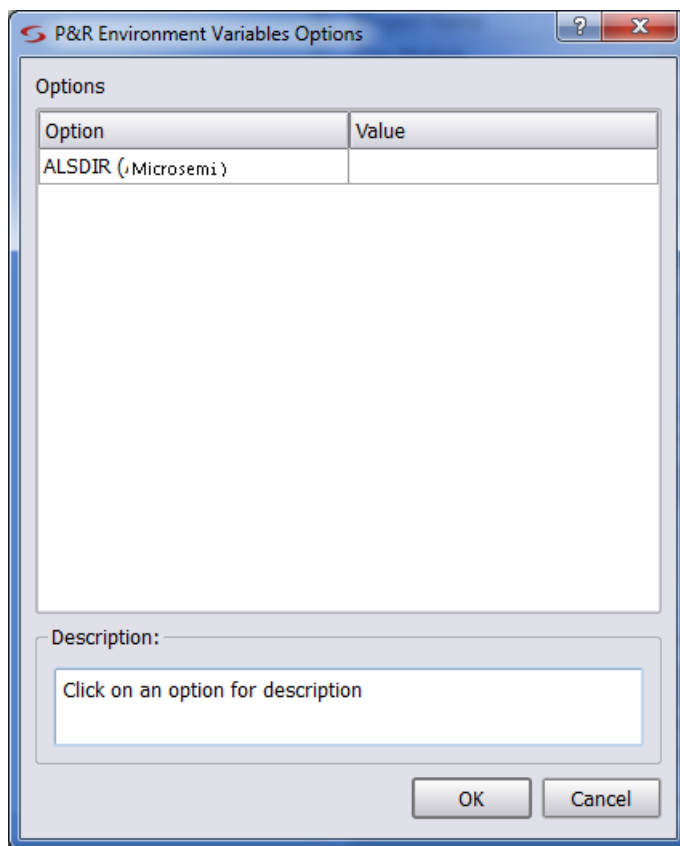 P&R Environment Variables Options
Options
Option Value
ALSDIR (Microsemi)
Description:
Click on an option for description
OK Cancel